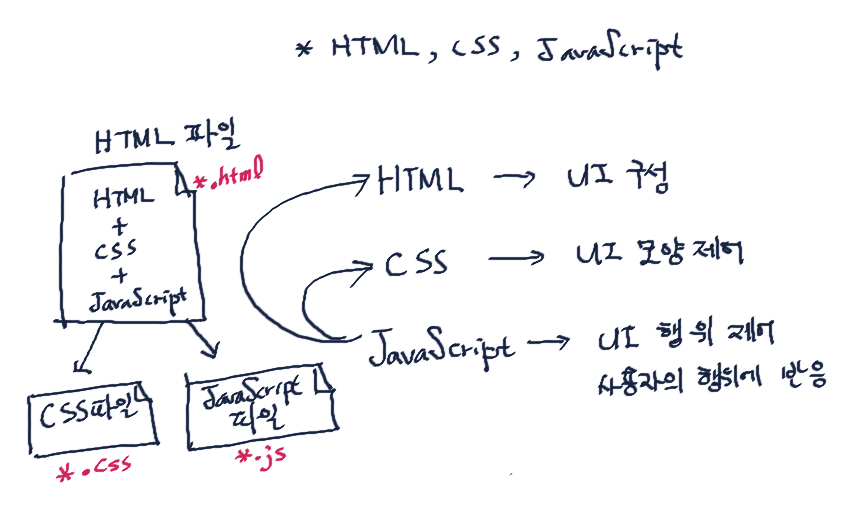 * HTML, CSS, JavaScript
HTML 파일
*.html
HTML
+
CSS
+
JavaScript
CSS파일
*.css
JavaScript
파일
*.js
HTML → UI 구성
CSS → UI 모양 제어
JavaScript → UI 행위 제어
사용자의 행위에 반응